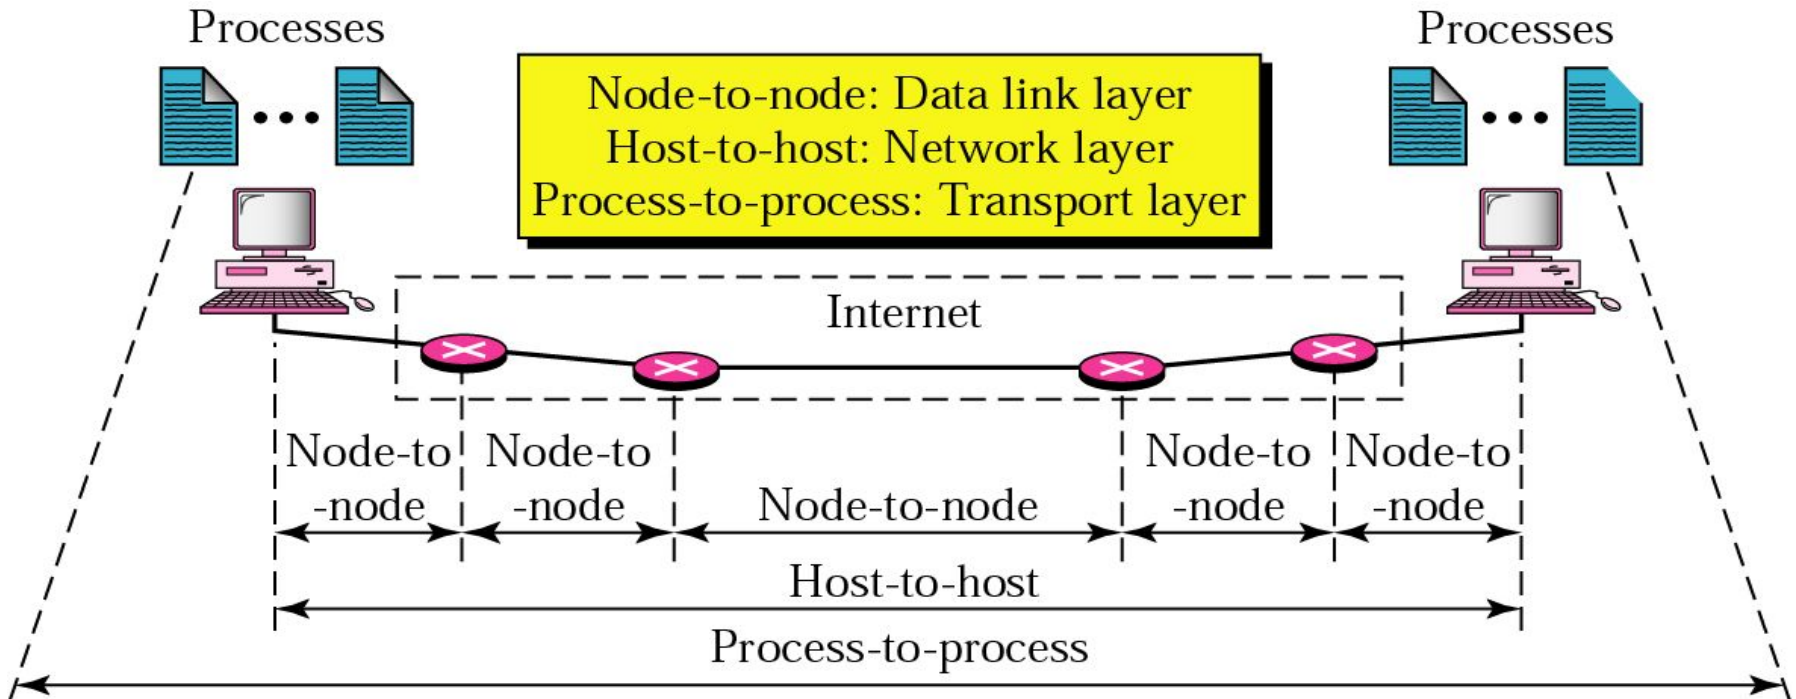 Processes
Processes
Node-to-node: Data link layer
Host-to-host: Network layer
Process-to-process: Transport layer
Internet
Node-to
-node
Node-to
-node
Node-to-node
Node-to
-node
Node-to
-node
Host-to-host
Process-to-process